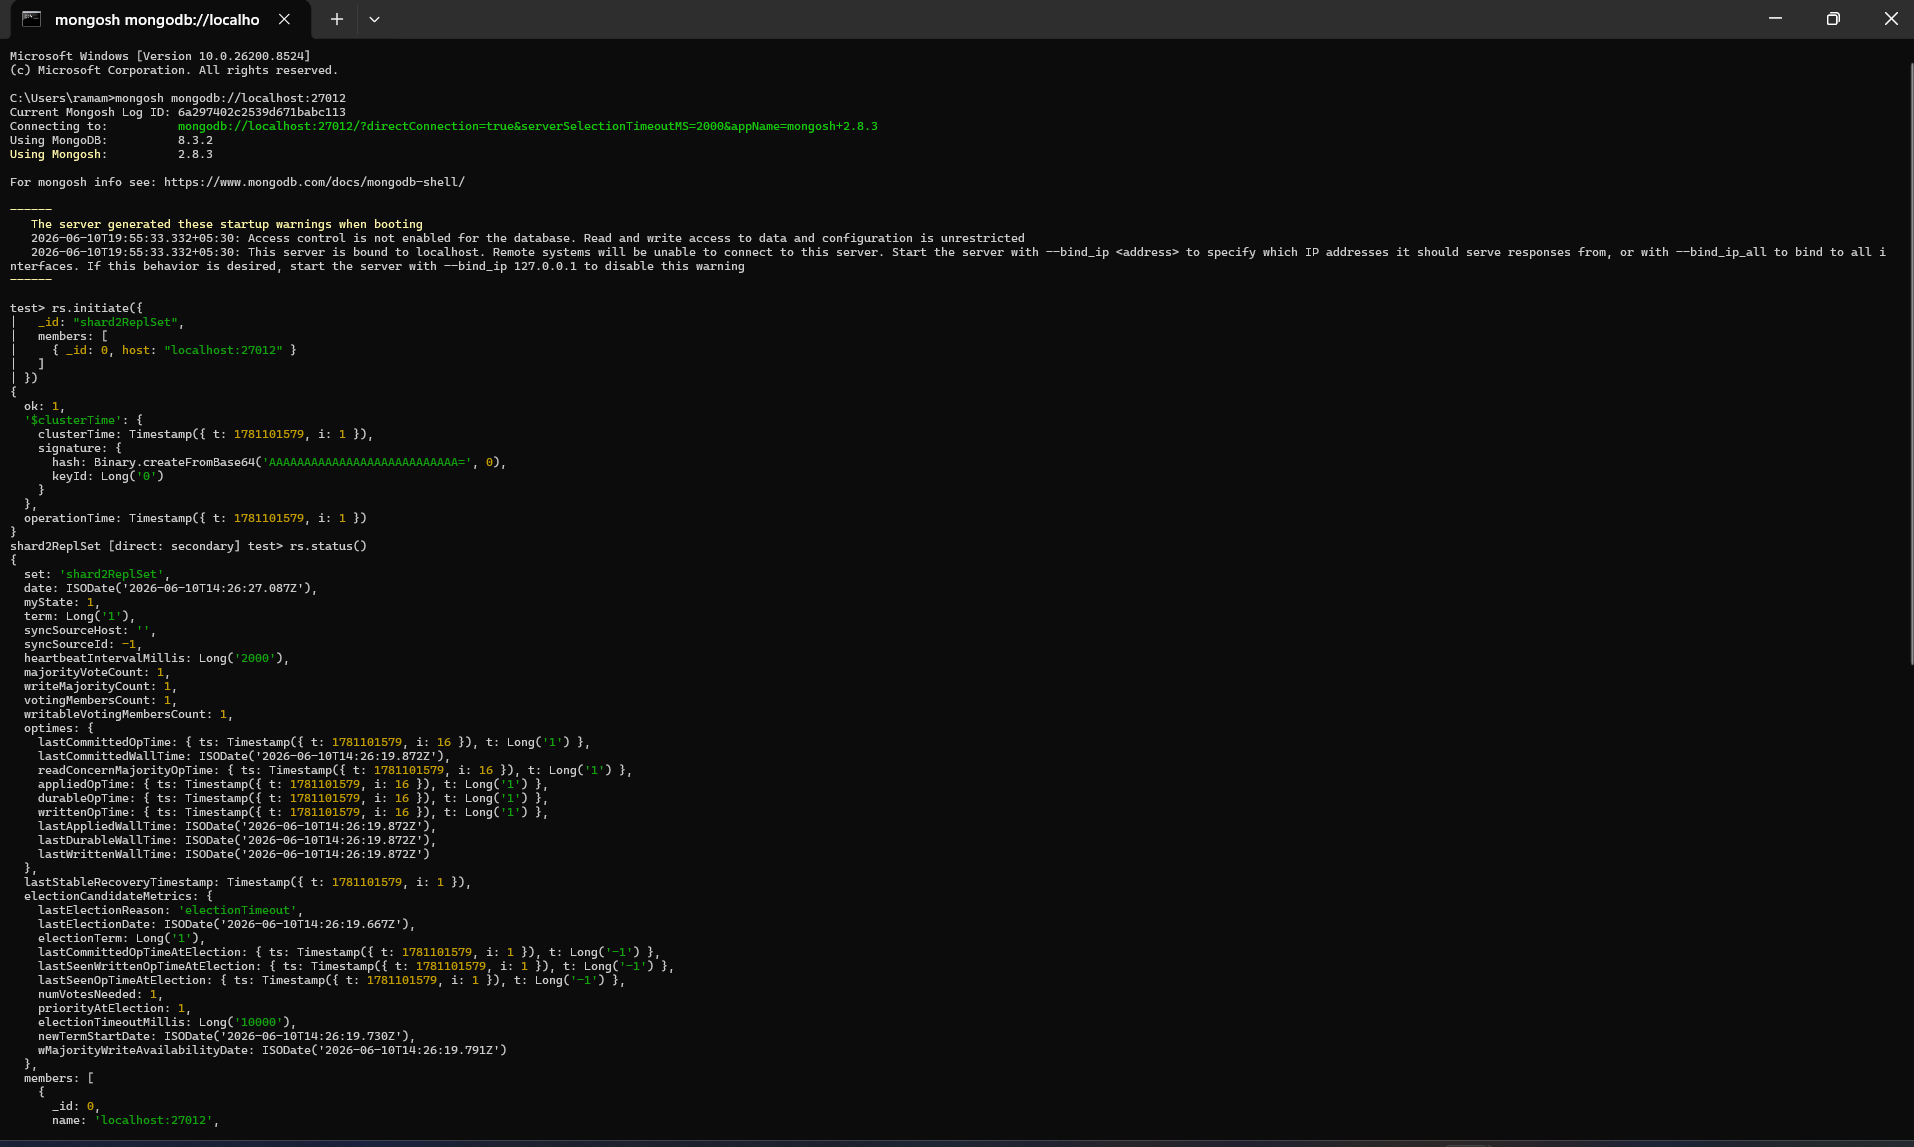 mongosh mongodb://localho
Microsoft Windows [Version 10.0.26200.8524]
(c) Microsoft Corporation. All rights reserved.
C:\Users\ramam>mongosh mongodb://localhost:27012
Current Mongosh Log ID: 6a297402c2539d671babc113
Connecting to:          mongodb://localhost:27012/?directConnection=true&serverSelectionTimeoutMS=2000&appName=mongosh+2.8.3
Using MongoDB:          8.3.2
Using Mongosh:          2.8.3
For mongosh info see: https://www.mongodb.com/docs/mongodb-shell/
------
   The server generated these startup warnings when booting
   2026-06-10T19:55:33.332+05:30: Access control is not enabled for the database. Read and write access to data and configuration is unrestricted
   2026-06-10T19:55:33.332+05:30: This server is bound to localhost. Remote systems will be unable to connect to this server. Start the server with --bind_ip <address> to specify which IP addresses it should serve responses from, or with --bind_ip_all to bind to all i
nterfaces. If this behavior is desired, start the server with --bind_ip 127.0.0.1 to disable this warning
------
test> rs.initiate({
|   _id: "shard2ReplSet",
|   members: [
|     { _id: 0, host: "localhost:27012" }
|   ]
| })
{
  ok: 1,
  '$clusterTime': {
    clusterTime: Timestamp({ t: 1781101579, i: 1 }),
    signature: {
      hash: Binary.createFromBase64('AAAAAAAAAAAAAAAAAAAAAAAAAAA=', 0),
      keyId: Long('0')
    }
  },
  operationTime: Timestamp({ t: 1781101579, i: 1 })
}
shard2ReplSet [direct: secondary] test> rs.status()
{
  set: 'shard2ReplSet',
  date: ISODate('2026-06-10T14:26:27.087Z'),
  myState: 1,
  term: Long('1'),
  syncSourceHost: '',
  syncSourceId: -1,
  heartbeatIntervalMillis: Long('2000'),
  majorityVoteCount: 1,
  writeMajorityCount: 1,
  votingMembersCount: 1,
  writableVotingMembersCount: 1,
  optimes: {
    lastCommittedOpTime: { ts: Timestamp({ t: 1781101579, i: 16 }), t: Long('1') },
    lastCommittedWallTime: ISODate('2026-06-10T14:26:19.872Z'),
    readConcernMajorityOpTime: { ts: Timestamp({ t: 1781101579, i: 16 }), t: Long('1') },
    appliedOpTime: { ts: Timestamp({ t: 1781101579, i: 16 }), t: Long('1') },
    durableOpTime: { ts: Timestamp({ t: 1781101579, i: 16 }), t: Long('1') },
    writtenOpTime: { ts: Timestamp({ t: 1781101579, i: 16 }), t: Long('1') },
    lastAppliedWallTime: ISODate('2026-06-10T14:26:19.872Z'),
    lastDurableWallTime: ISODate('2026-06-10T14:26:19.872Z'),
    lastWrittenWallTime: ISODate('2026-06-10T14:26:19.872Z')
  },
  lastStableRecoveryTimestamp: Timestamp({ t: 1781101579, i: 1 }),
  electionCandidateMetrics: {
    lastElectionReason: 'electionTimeout',
    lastElectionDate: ISODate('2026-06-10T14:26:19.667Z'),
    electionTerm: Long('1'),
    lastCommittedOpTimeAtElection: { ts: Timestamp({ t: 1781101579, i: 1 }), t: Long('-1') },
    lastSeenWrittenOpTimeAtElection: { ts: Timestamp({ t: 1781101579, i: 1 }), t: Long('-1') },
    lastSeenOpTimeAtElection: { ts: Timestamp({ t: 1781101579, i: 1 }), t: Long('-1') },
    numVotesNeeded: 1,
    priorityAtElection: 1,
    electionTimeoutMillis: Long('10000'),
    newTermStartDate: ISODate('2026-06-10T14:26:19.730Z'),
    wMajorityWriteAvailabilityDate: ISODate('2026-06-10T14:26:19.791Z')
  },
  members: [
    {
      _id: 0,
      name: 'localhost:27012',